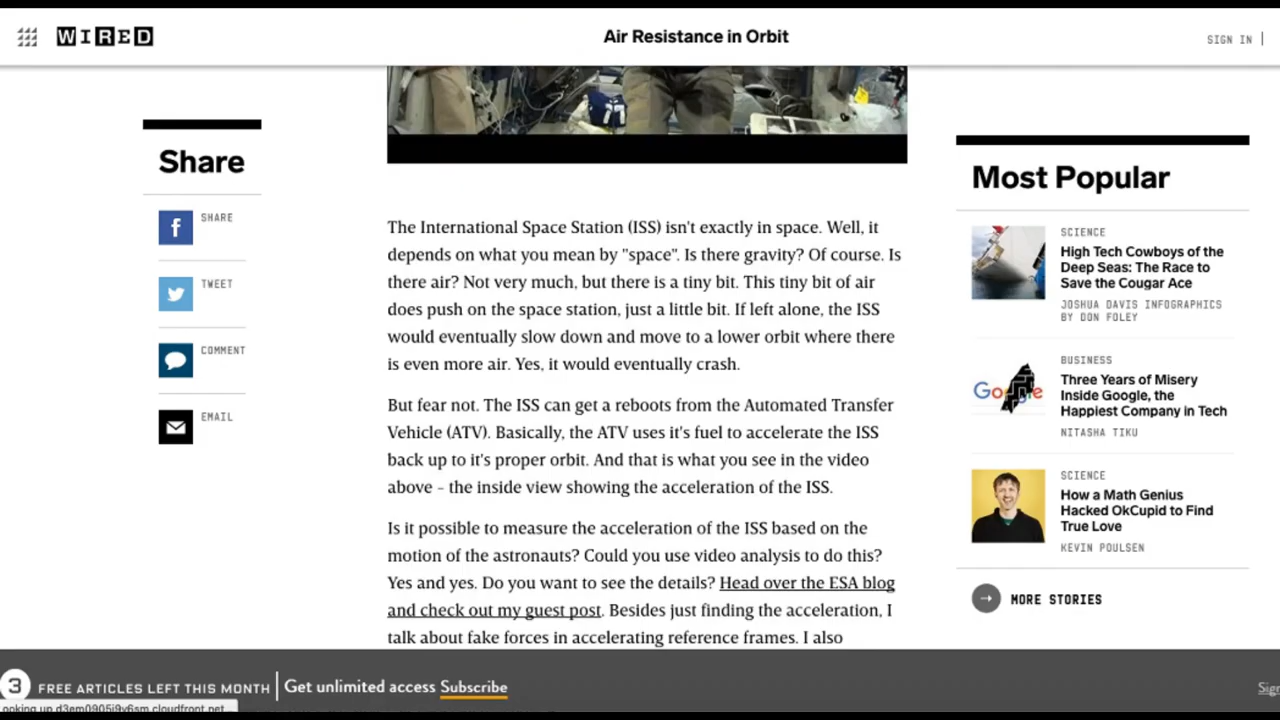 WIRED
Air Resistance in Orbit
SIGN IN |
Share
SHARE
TWEET
COMMENT
EMAIL
The International Space Station (ISS) isn't exactly in space. Well, it
depends on what you mean by "space". Is there gravity? Of course. Is
there air? Not very much, but there is a tiny bit. This tiny bit of air
does push on the space station, just a little bit. If left alone, the ISS
would eventually slow down and move to a lower orbit where there
is even more air. Yes, it would eventually crash.
But fear not. The ISS can get a reboots from the Automated Transfer
Vehicle (ATV). Basically, the ATV uses it's fuel to accelerate the ISS
back up to it's proper orbit. And that is what you see in the video
above – the inside view showing the acceleration of the ISS.
Is it possible to measure the acceleration of the ISS based on the
motion of the astronauts? Could you use video analysis to do this?
Yes and yes. Do you want to see the details? Head over the ESA blog
and check out my guest post. Besides just finding the acceleration, I
talk about fake forces in accelerating reference frames. I also
Most Popular
SCIENCE
High Tech Cowboys of the
Deep Seas: The Race to
Save the Cougar Ace
JOSHUA DAVIS INFOGRAPHICS
BY DON FOLEY
Google
BUSINESS
Three Years of Misery
Inside Google, the
Happiest Company in Tech
NITASHA TIKU
SCIENCE
How a Math Genius
Hacked OkCupid to Find
True Love
KEVIN POULSEN
MORE STORIES
3 FREE ARTICLES LEFT THIS MONTH
Get unlimited access Subscribe
Sign